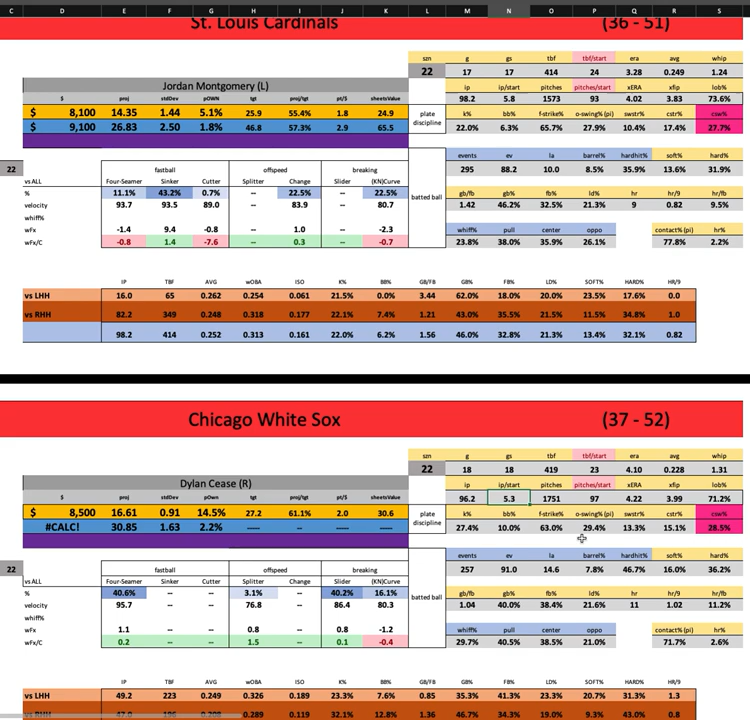 C D E F G H I J K L M N O P Q R S
St. Louis Cardinals (36 - 51)
szn g gs tbf tbf/start era avg whip
22 17 17 414 24 3.28 0.249 1.24
Jordan Montgomery (L) ip ip/start pitches pitches/start xERA xfip lob%
98.2 5.8 1573 93 4.02 3.83 73.6%
$ proj stdDev pOWN tgt proj/tgt pt/$ sheetsValue
$ 8,100 14.35 1.44 5.1% 25.9 55.4% 1.8 24.9
plate discipline k% bb% f-strike% o-swing% (pi) swstr% cstr% csw%
$ 9,100 26.83 2.50 1.8% 46.8 57.3% 2.9 65.5
22.0% 6.3% 65.7% 27.9% 10.4% 17.4% 27.7%
22 fastball offspeed breaking
events ev la barrel% hardhit% soft% hard%
295 88.2 10.0 8.5% 35.9% 13.6% 31.9%
vs ALL Four-Seamer Sinker Cutter Splitter Change Slider (KN)Curve
% 11.1% 43.2% 0.7% -- 22.5% -- 22.5%
batted ball gb/fb gb% fb% ld% hr hr/9 hr/fb
velocity 93.7 93.5 89.0 -- 83.9 -- 80.7
1.42 46.2% 32.5% 21.3% 9 0.82 9.5%
whiff%
wFx -1.4 9.4 -0.8 -- 1.0 -- -2.3
whiff% pull center oppo contact% (pi) hr%
wFx/C -0.8 1.4 -7.6 -- 0.3 -- -0.7
23.8% 38.0% 35.9% 26.1% 77.8% 2.2%
IP TBF AVG wOBA ISO K% BB% GB/FB GB% FB% LD% SOFT% HARD% HR/9
vs LHH 16.0 65 0.262 0.254 0.061 21.5% 0.0% 3.44 62.0% 18.0% 20.0% 23.5% 17.6% 0.0
vs RHH 82.2 349 0.248 0.318 0.177 22.1% 7.4% 1.21 43.0% 35.5% 21.5% 11.5% 34.8% 1.0
98.2 414 0.252 0.313 0.161 22.0% 6.2% 1.56 46.0% 32.8% 21.3% 13.4% 32.1% 0.82
Chicago White Sox (37 - 52)
szn g gs tbf tbf/start era avg whip
22 18 18 419 23 4.10 0.228 1.31
Dylan Cease (R) ip ip/start pitches pitches/start xERA xfip lob%
$ proj stdDev pOwn tgt proj/tgt pt/$ sheetsValue
96.2 5.3 1751 97 4.22 3.99 71.2%
$ 8,500 16.61 0.91 14.5% 27.2 61.1% 2.0 30.6
plate discipline k% bb% f-strike% o-swing% (pi) swstr% cstr% csw%
#CALC! 30.85 1.63 2.2% ---- -- -- ----
27.4% 10.0% 63.0% 29.4% 13.3% 15.1% 28.5%
events ev la barrel% hardhit% soft% hard%
22 fastball offspeed breaking
257 91.0 14.6 7.8% 46.7% 16.0% 36.2%
vs ALL Four-Seamer Sinker Cutter Splitter Change Slider (KN)Curve
% 40.6% -- -- 3.1% -- 40.2% 16.1%
batted ball gb/fb gb% fb% ld% hr hr/9 hr/fb
velocity 95.7 -- -- 76.8 -- 86.4 80.3
1.04 40.0% 38.4% 21.6% 11 1.02 11.2%
whiff%
wFx 1.1 -- -- 0.8 -- 0.8 -1.2
whiff% pull center oppo contact% (pi) hr%
wFx/C 0.2 -- -- 1.5 -- 0.1 -0.4
29.7% 40.5% 38.5% 21.0% 71.7% 2.6%
IP TBF AVG wOBA ISO K% BB% GB/FB GB% FB% LD% SOFT% HARD% HR/9
vs LHH 49.2 223 0.249 0.326 0.189 23.3% 7.6% 0.85 35.3% 41.3% 23.3% 20.7% 31.3% 1.3
vs RHH 47.0 196 0.208 0.289 0.119 32.1% 12.8% 1.36 46.7% 34.3% 19.0% 9.3% 43.0% 0.8